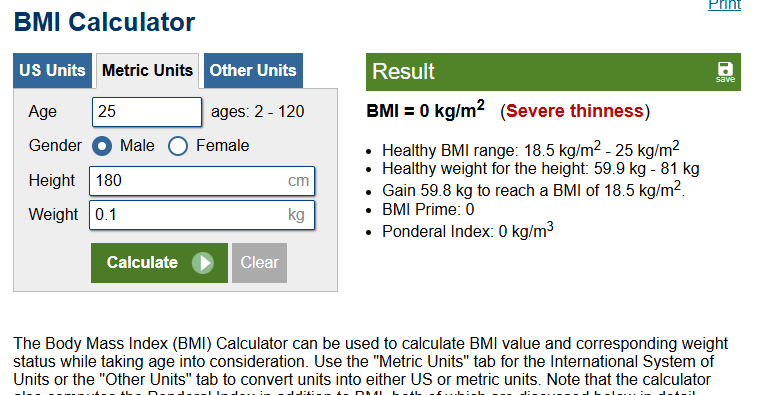 Print
BMI Calculator
US Units Metric Units Other Units
Age 25 ages: 2 - 120
Gender Male Female
Height 180 cm
Weight 0.1 kg
Calculate Clear
Result save
BMI = 0 kg/m² (Severe thinness)
• Healthy BMI range: 18.5 kg/m² - 25 kg/m²
• Healthy weight for the height: 59.9 kg - 81 kg
• Gain 59.8 kg to reach a BMI of 18.5 kg/m².
• BMI Prime: 0
• Ponderal Index: 0 kg/m³
The Body Mass Index (BMI) Calculator can be used to calculate BMI value and corresponding weight
status while taking age into consideration. Use the "Metric Units" tab for the International System of
Units or the "Other Units" tab to convert units into either US or metric units. Note that the calculator
also computes the Ponderal Index in addition to BMI, both of which are discussed below in detail.